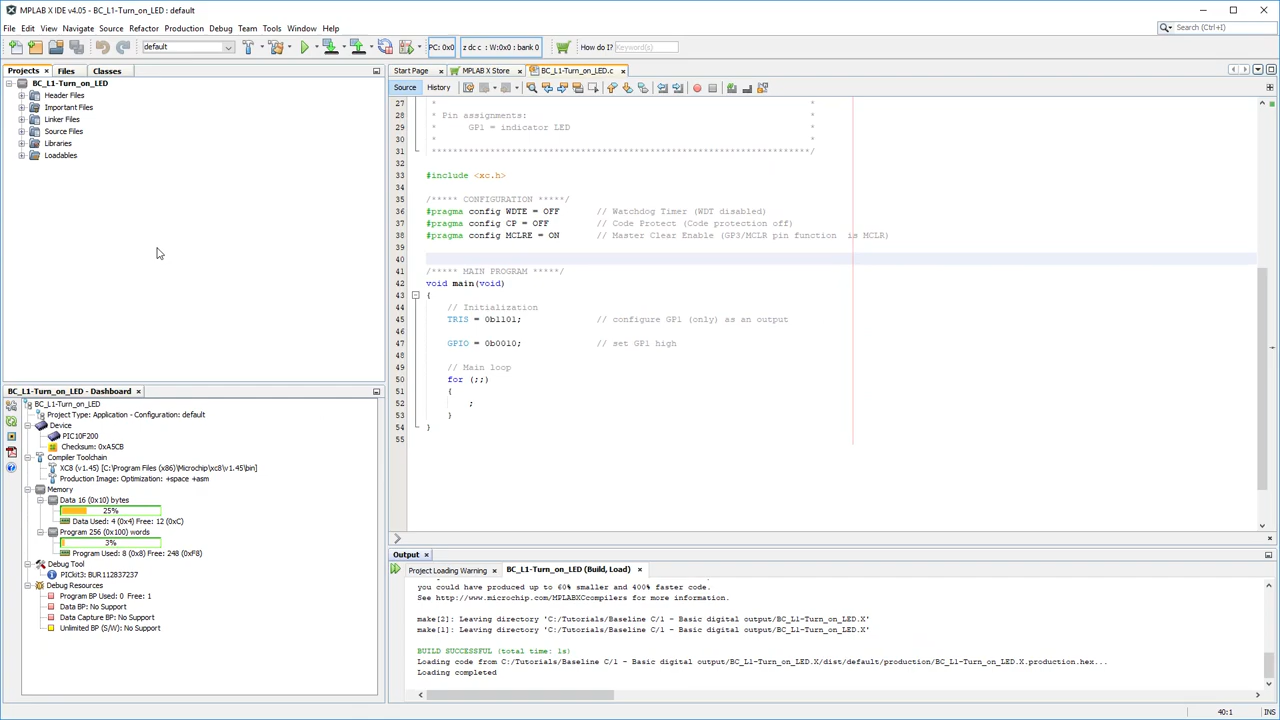 MPLAB X IDE v4.05 - BC_L1-Turn_on_LED : default
File Edit View Navigate Source Refactor Production Debug Team Tools Window Help
Search (Ctrl+I)
default
PC: 0x0
z dc c : W:0x0 : bank 0
How do I? (Keyword(s))
Projects × Files Classes
BC_L1-Turn_on_LED
Header Files
Important Files
Linker Files
Source Files
Libraries
Loadables
BC_L1-Turn_on_LED - Dashboard ×
BC_L1-Turn_on_LED
Project Type: Application - Configuration: default
Device
PIC10F200
Checksum: 0xA5CB
Compiler Toolchain
XC8 (v1.45) [C:\Program Files (x86)\Microchip\xc8\v1.45\bin]
Production Image: Optimization: +space +asm
Memory
Data 16 (0x10) bytes
25%
Data Used: 4 (0x4) Free: 12 (0xC)
Program 256 (0x100) words
3%
Program Used: 8 (0x8) Free: 248 (0xF8)
Debug Tool
PICkit3: BUR112837237
Debug Resources
Program BP Used: 0 Free: 1
Data BP: No Support
Data Capture BP: No Support
Unlimited BP (S/W): No Support
Start Page × MPLAB X Store × BC_L1-Turn_on_LED.c ×
Source History
27 * *
28 * Pin assignments: *
29 * GP1 = indicator LED *
30 * *
31 ************************************************************************/
32
33 #include <xc.h>
34
35 /***** CONFIGURATION *****/
36 #pragma config WDTE = OFF // Watchdog Timer (WDT disabled)
37 #pragma config CP = OFF // Code Protect (Code protection off)
38 #pragma config MCLRE = ON // Master Clear Enable (GP3/MCLR pin function is MCLR)
39
40
41 /***** MAIN PROGRAM *****/
42 void main(void)
43 {
44 // Initialization
45 TRIS = 0b1101; // configure GP1 (only) as an output
46
47 GPIO = 0b0010; // set GP1 high
48
49 // Main loop
50 for (;;)
51 {
52 ;
53 }
54 }
55
Output ×
Project Loading Warning × BC_L1-Turn_on_LED (Build, Load) ×
you could have produced up to 60% smaller and 400% faster code.
See http://www.microchip.com/MPLABXCcompilers for more information.
make[2]: Leaving directory 'C:/Tutorials/Baseline C/1 - Basic digital output/BC_L1-Turn_on_LED.X'
make[1]: Leaving directory 'C:/Tutorials/Baseline C/1 - Basic digital output/BC_L1-Turn_on_LED.X'
BUILD SUCCESSFUL (total time: 1s)
Loading code from C:/Tutorials/Baseline C/1 - Basic digital output/BC_L1-Turn_on_LED.X/dist/default/production/BC_L1-Turn_on_LED.X.production.hex...
Loading completed
40:1 INS